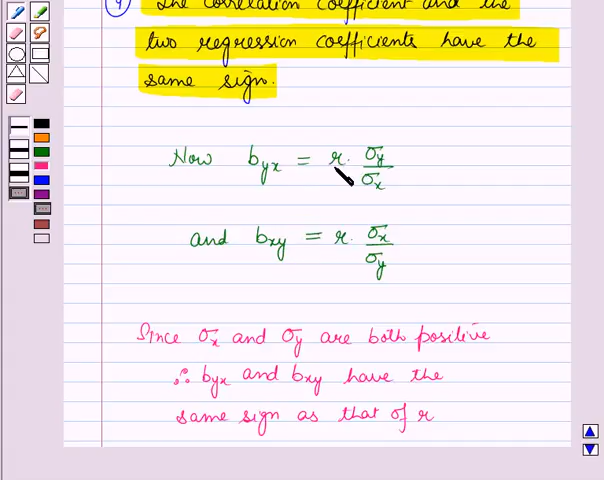 4 The correlation coefficient and the
two regression coefficients have the
same sign.
Now byx = r. σy/σx
and bxy = r. σx/σy
Since σx and σy are both positive
∴ byx and bxy have the
same sign as that of r